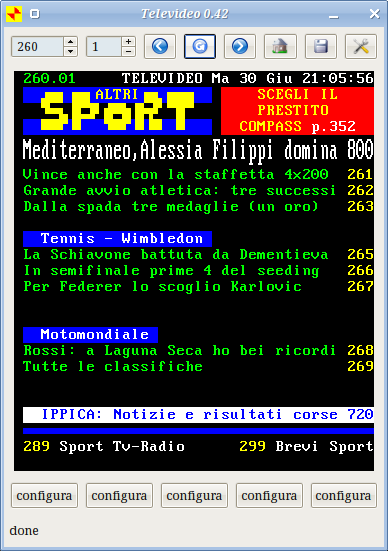 Televideo 0.42
260
1
260.01 TELEVIDEO Ma 30 Giu 21:05:56
ALTRI
SPORT
SCEGLI IL
PRESTITO
COMPASS p.352
Mediterraneo,Alessia Filippi domina 800
Vince anche con la staffetta 4x200 261
Grande avvio atletica: tre successi 262
Dalla spada tre medaglie (un oro) 263
Tennis - Wimbledon
La Schiavone battuta da Dementieva 265
In semifinale prime 4 del seeding 266
Per Federer lo scoglio Karlovic 267
Motomondiale
Rossi: a Laguna Seca ho bei ricordi 268
Tutte le classifiche 269
IPPICA: Notizie e risultati corse 720
289 Sport Tv-Radio 299 Brevi Sport
configura configura configura configura configura
done